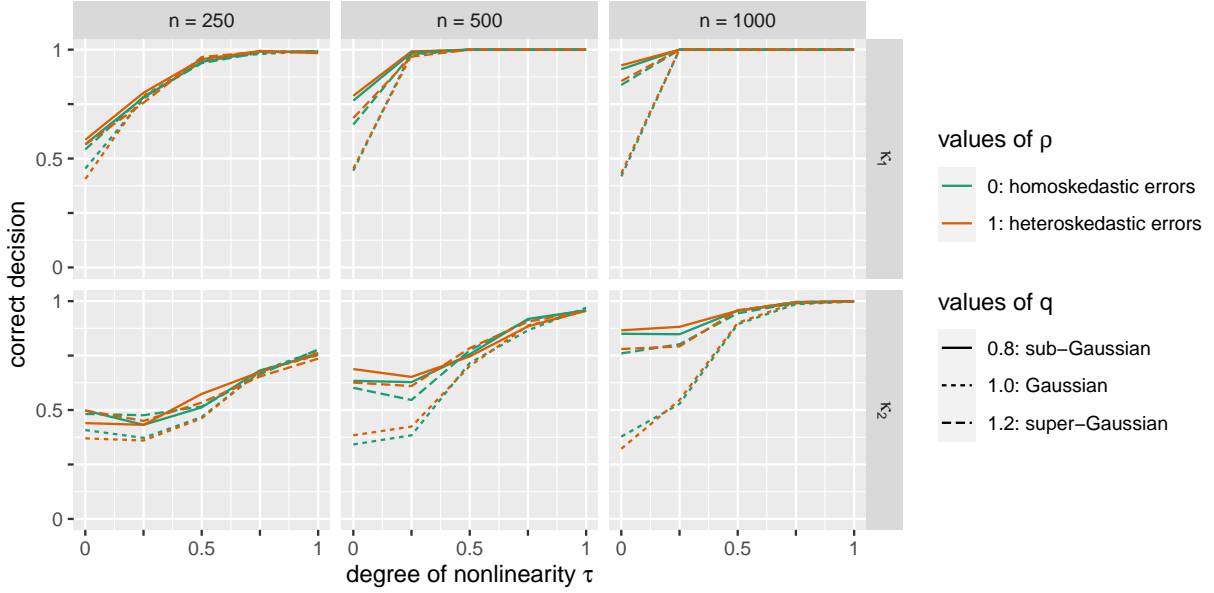 n = 250
n = 500
n = 1000
correct decision
1
0.5
0
κ1
1
0.5
0
κ2
0
0.5
1
0
0.5
1
0
0.5
1
degree of nonlinearity τ
values of ρ
0: homoskedastic errors
1: heteroskedastic errors
values of q
0.8: sub−Gaussian
1.0: Gaussian
1.2: super−Gaussian